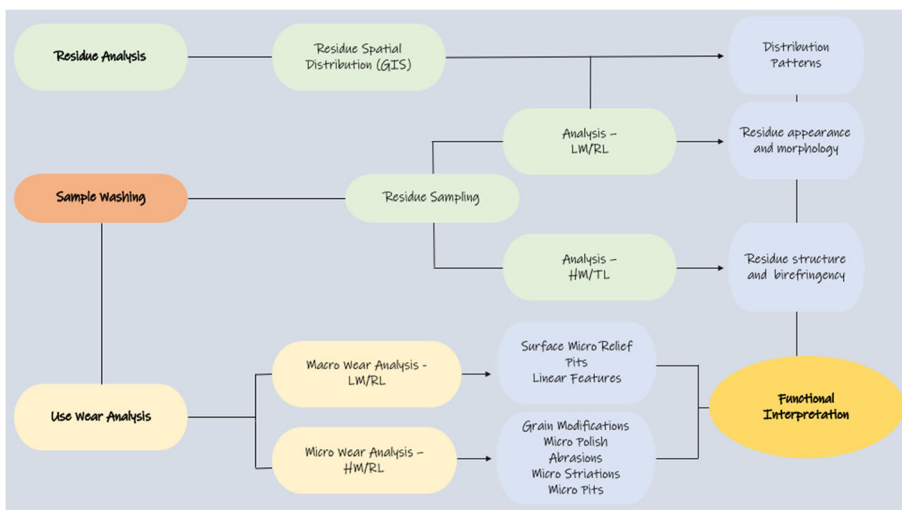 Residue Analysis
Residue Spatial
Distribution (GIS)
Distribution
Patterns
Analysis –
LM/RL
Residue appearance
and morphology
Sample Washing
Residue Sampling
Analysis –
HM/TL
Residue structure
and birefringency
Macro Wear Analysis -
LM/RL
Surface Micro Relief
Pits
Linear Features
Use Wear Analysis
Functional
Interpretation
Micro Wear Analysis –
HM/RL
Grain Modifications
Micro Polish
Abrasions
Micro Striations
Micro Pits